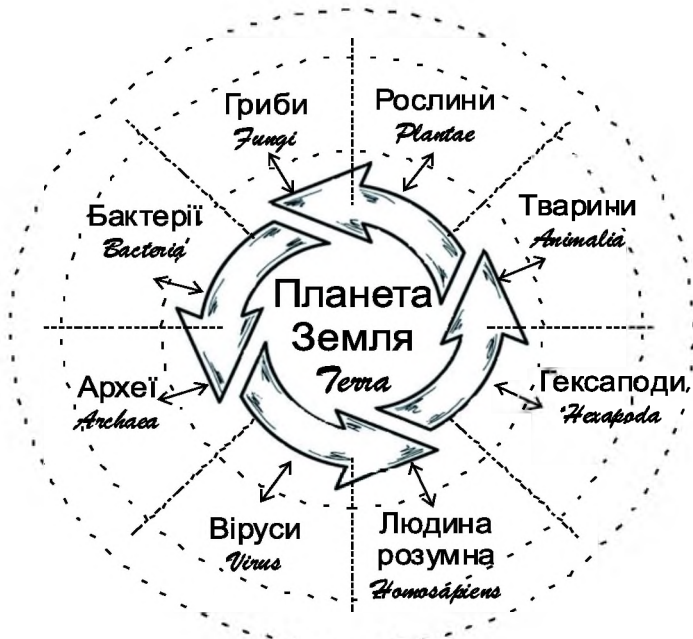 Гриби
Fungi
Рослини
Plantae
Бактерії
Bacteria
Тварини
Animalia
Планета
Земля
Terra
Археї
Archaea
Гексаподи,
Hexapoda
Віруси
Virus
Людина
розумна
Homosápiens